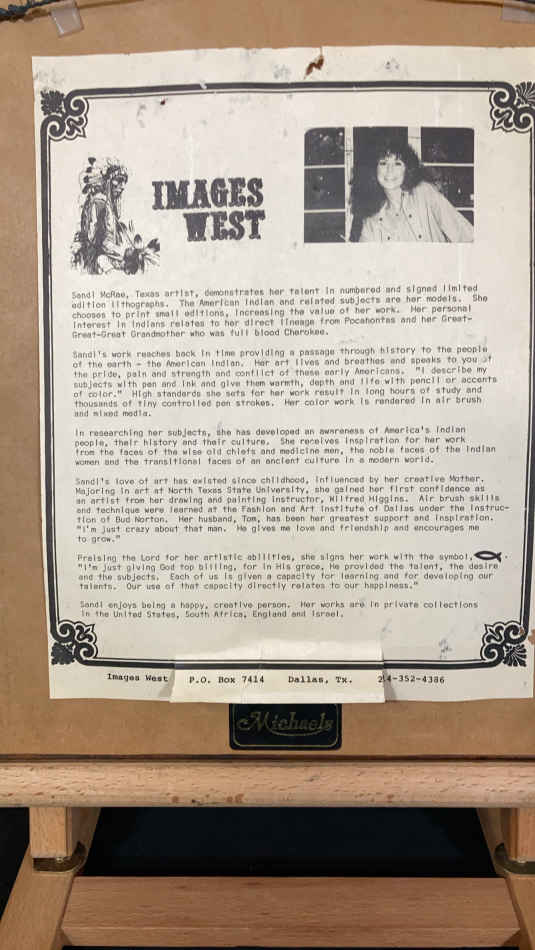 IMAGES
WEST
Sandi McRae, Texas artist, demonstrates her talent in numbered and signed limited
edition lithographs. The American Indian and related subjects are her models. She
chooses to print small editions, increasing the value of her work. Her personal
interest in Indians relates to her direct lineage from Pocahontas and her Great-
Great-Great Grandmother who was full blood Cherokee.
Sandi's work reaches back in time providing a passage through history to the people
of the earth - the American Indian. Her art lives and breathes and speaks to you of
the pride, pain and strength and conflict of these early Americans. "I describe my
subjects with pen and ink and give them warmth, depth and life with pencil or accents
of color." High standards she sets for her work result in long hours of study and
thousands of tiny controlled pen strokes. Her color work is rendered in air brush
and mixed media.
In researching her subjects, she has developed an awareness of America's Indian
people, their history and their culture. She receives inspiration for her work
from the faces of the wise old chiefs and medicine men, the noble faces of the Indian
women and the transitional faces of an ancient culture in a modern world.
Sandi's love of art has existed since childhood, influenced by her creative Mother.
Majoring in art at North Texas State University, she gained her first confidence as
an artist from her drawing and painting instructor, Wilfred Higgins. Air brush skills
and technique were learned at the Fashion and Art Institute of Dallas under the instruc-
tion of Bud Norton. Her husband, Tom, has been her greatest support and inspiration.
"I'm just crazy about that man. He gives me love and friendship and encourages me
to grow."
Praising the Lord for her artistic abilities, she signs her work with the symbol, .
"I'm just giving God top billing, for in His grace, He provided the talent, the desire
and the subjects. Each of us is given a capacity for learning and for developing our
talents. Our use of that capacity directly relates to our happiness."
Sandi enjoys being a happy, creative person. Her works are in private collections
in the United States, South Africa, England and Israel.
Images West P.O. Box 7414 Dallas, Tx. 214-352-4386
Michaels